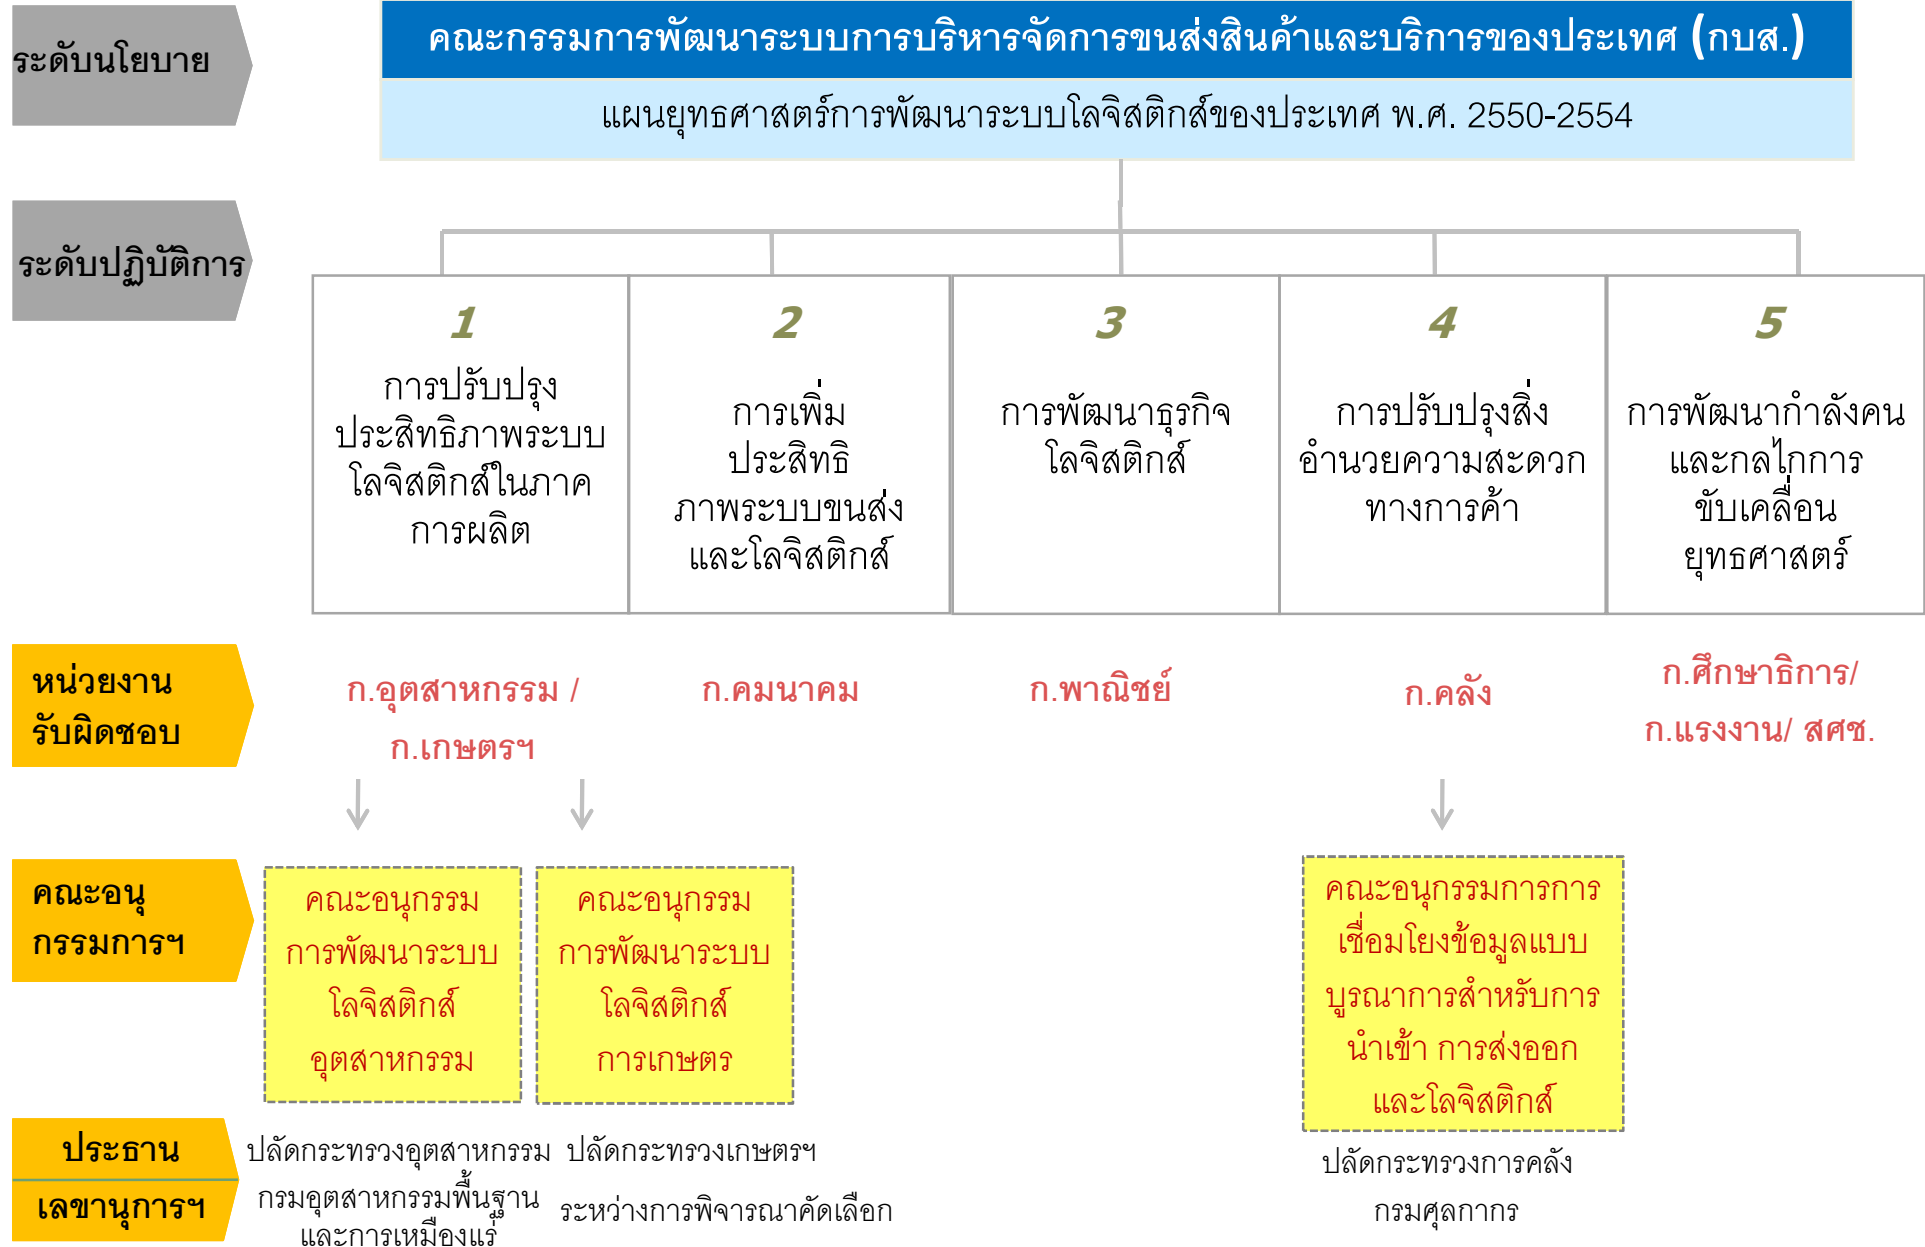 ระดับนโยบาย
คณะกรรมการพัฒนาระบบการบริหารจัดการขนส่งสินค้าและบริการของประเทศ (กบส.)
แผนยุทธศาสตร์การพัฒนาระบบโลจิสติกส์ของประเทศ พ.ศ. 2550-2554
ระดับปฏิบัติการ
1
การปรับปรุง
ประสิทธิภาพระบบ
โลจิสติกส์ในภาค
การผลิต
2
การเพิ่ม
ประสิทธิ
ภาพระบบขนส่ง
และโลจิสติกส์
3
การพัฒนาธุรกิจ
โลจิสติกส์
4
การปรับปรุงสิ่ง
อำนวยความสะดวก
ทางการค้า
5
การพัฒนากำลังคน
และกลไกการ
ขับเคลื่อน
ยุทธศาสตร์
หน่วยงาน
รับผิดชอบ
ก.อุตสาหกรรม /
ก.เกษตรฯ
ก.คมนาคม
ก.พาณิชย์
ก.คลัง
ก.ศึกษาธิการ/
ก.แรงงาน/ สศช.
คณะอนุ
กรรมการฯ
คณะอนุกรรม
การพัฒนาระบบ
โลจิสติกส์
อุตสาหกรรม
คณะอนุกรรม
การพัฒนาระบบ
โลจิสติกส์
การเกษตร
คณะอนุกรรมการการ
เชื่อมโยงข้อมูลแบบ
บูรณาการสำหรับการ
นำเข้า การส่งออก
และโลจิสติกส์
ประธาน
ปลัดกระทรวงอุตสาหกรรม
ปลัดกระทรวงเกษตรฯ
ปลัดกระทรวงการคลัง
เลขานุการฯ
กรมอุตสาหกรรมพื้นฐาน
และการเหมืองแร่
ระหว่างการพิจารณาคัดเลือก
กรมศุลกากร